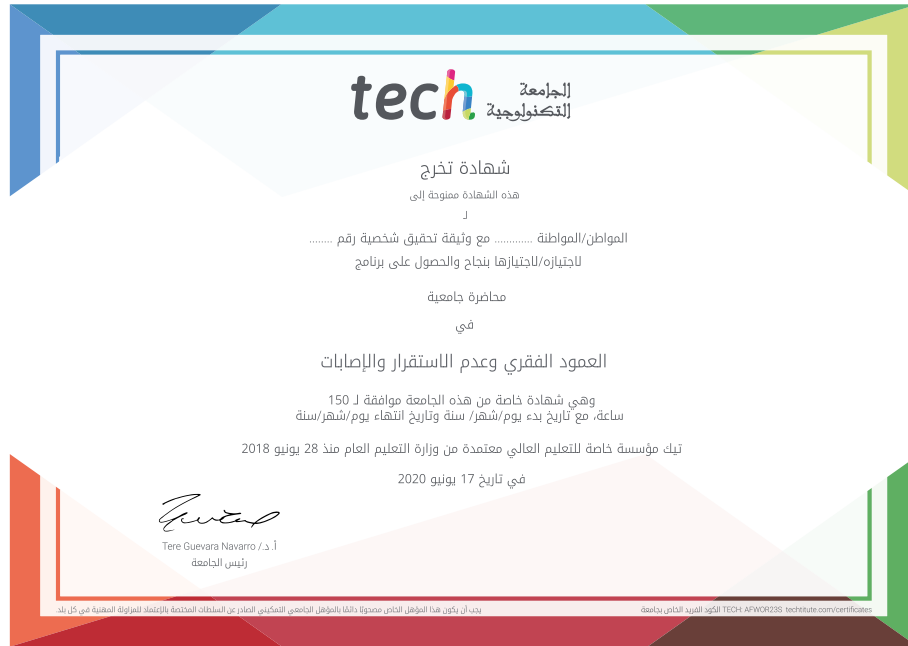 tech الجامعة
التكنولوجية
شهادة تخرج
هذه الشهادة ممنوحة إلى
لـ
المواطن/المواطنة ............ مع وثيقة تحقيق شخصية رقم ........
لاجتيازه/لاجتيازها بنجاح والحصول على برنامج
محاضرة جامعية
في
العمود الفقري وعدم الاستقرار والإصابات
وهي شهادة خاصة من هذه الجامعة موافقة لـ 150
ساعة، مع تاريخ بدء يوم/شهر/ سنة وتاريخ انتهاء يوم/شهر/سنة
تيك مؤسسة خاصة للتعليم العالي معتمدة من وزارة التعليم العام منذ 28 يونيو 2018
في تاريخ 17 يونيو 2020
أ. د./ Tere Guevara Navarro
رئيس الجامعة
يجب أن يكون هذا المؤهل الخاص مصحوبًا دائمًا بالمؤهل الجامعي التمكيني الصادر عن السلطات المختصة بالإعتماد للمزاولة المهنية في كل بلد.
الكود الفريد الخاص بجامعة TECH: AFWOR23S techtitute.com/certificates